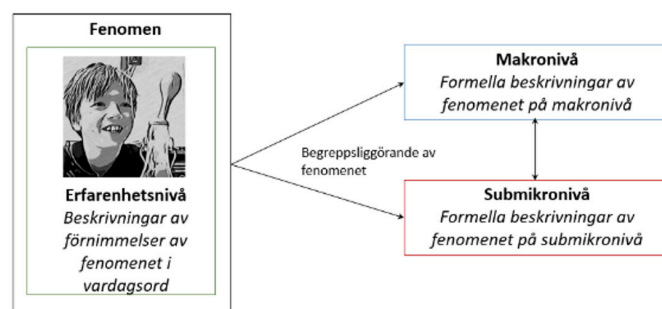 Fenomen
Erfarenhetsnivå
Beskrivningar av
förnimmelser av
fenomenet i
vardagsord
Begreppsliggörande av
fenomenet
Makronivå
Formella beskrivningar av
fenomenet på makronivå
Submikronivå
Formella beskrivningar av
fenomenet på submikronivå